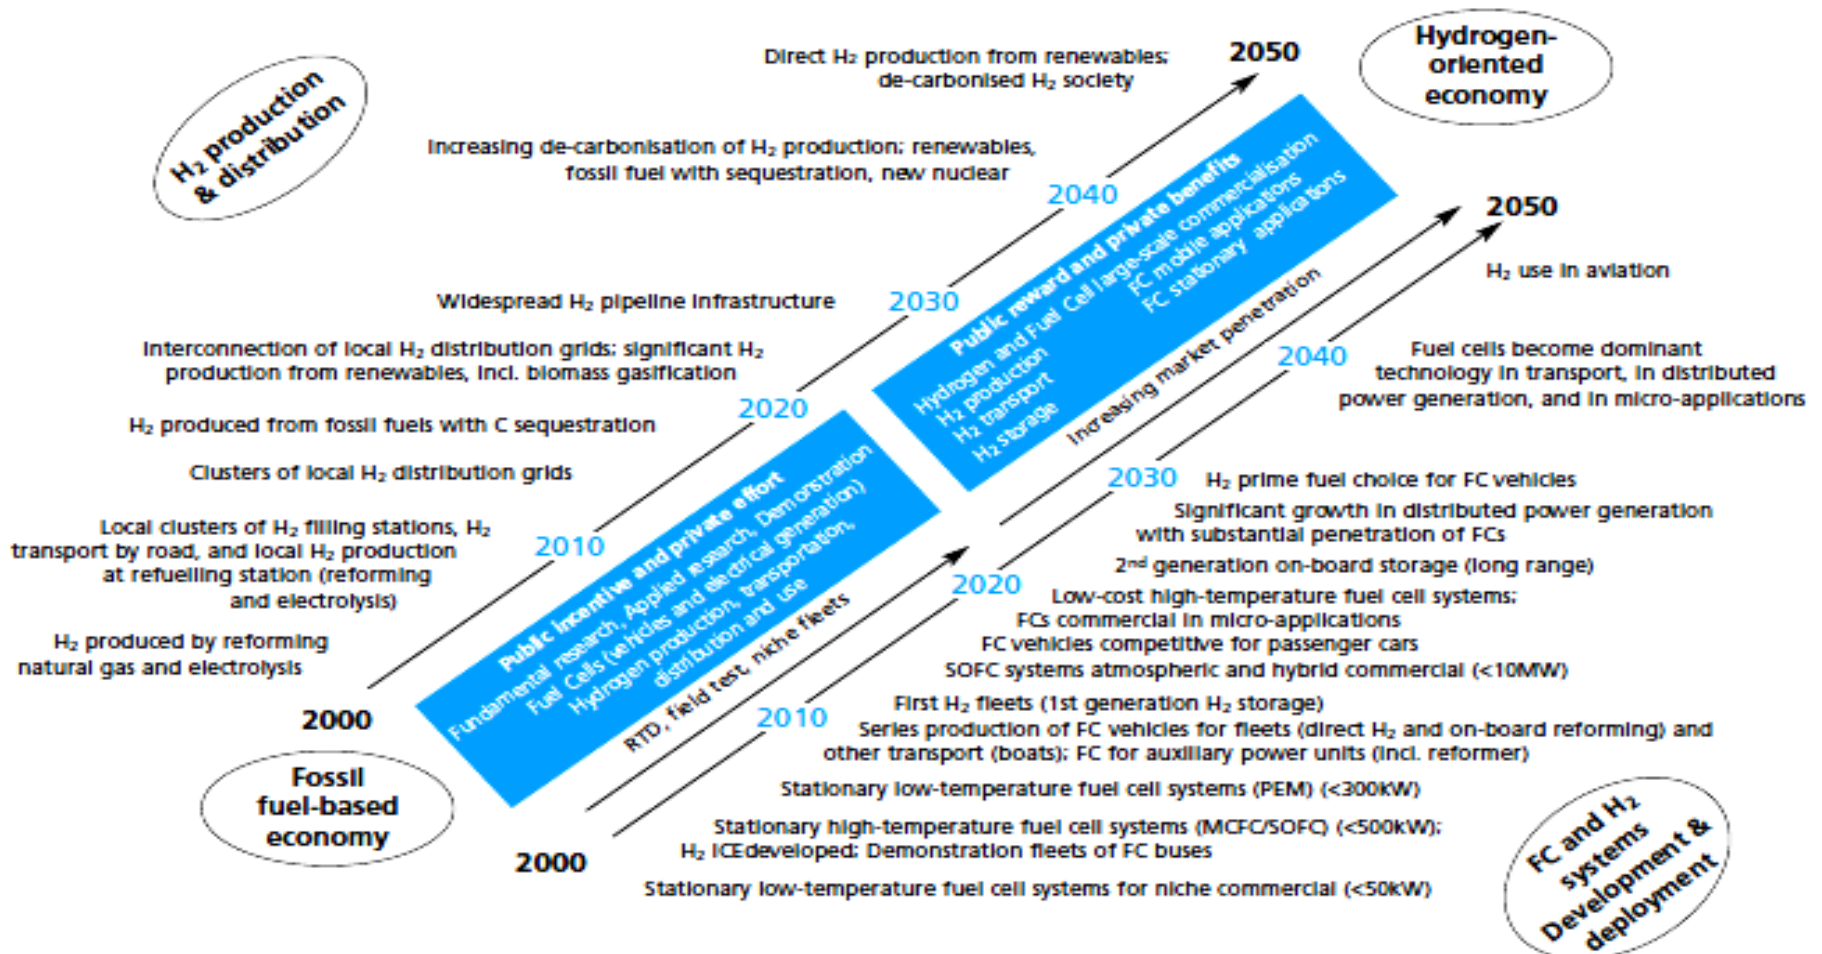 H₂ production
& distribution
Direct H₂ production from renewables;
de-carbonised H₂ society
2050
Hydrogen-
oriented
economy
Increasing de-carbonisation of H₂ production; renewables,
fossil fuel with sequestration, new nuclear
2040
Widespread H₂ pipeline infrastructure
2030
Interconnection of local H₂ distribution grids; significant H₂
production from renewables, incl. biomass gasification
2020
H₂ produced from fossil fuels with C sequestration
Clusters of local H₂ distribution grids
Local clusters of H₂ filling stations, H₂
transport by road, and local H₂ production
at refuelling station (reforming
and electrolysis)
2010
H₂ produced by reforming
natural gas and electrolysis
2000
Fossil
fuel-based
economy
Public reward and private benefits
Hydrogen and Fuel Cell large-scale commercialisation
H₂ production
H₂ transport
H₂ storage
FC mobile applications
FC stationary applications
Increasing market penetration
Public incentive and private effort
Fundamental research, Applied research, Demonstration
Fuel Cells (vehicles and electrical generation)
Hydrogen production, transportation,
distribution and use
RTD, field test, niche fleets
2050
H₂ use in aviation
2040
Fuel cells become dominant
technology in transport, in distributed
power generation, and in micro-applications
2030
H₂ prime fuel choice for FC vehicles
Significant growth in distributed power generation
with substantial penetration of FCs
2nd generation on-board storage (long range)
2020
Low-cost high-temperature fuel cell systems;
FCs commercial in micro-applications
FC vehicles competitive for passenger cars
SOFC systems atmospheric and hybrid commercial (<10MW)
First H₂ fleets (1st generation H₂ storage)
2010
Series production of FC vehicles for fleets (direct H₂ and on-board reforming) and
other transport (boats); FC for auxiliary power units (incl. reformer)
Stationary low-temperature fuel cell systems (PEM) (<300kW)
Stationary high-temperature fuel cell systems (MCFC/SOFC) (<500kW);
H₂ ICEdeveloped; Demonstration fleets of FC buses
2000
Stationary low-temperature fuel cell systems for niche commercial (<50kW)
FC and H₂
systems
Development &
deployment